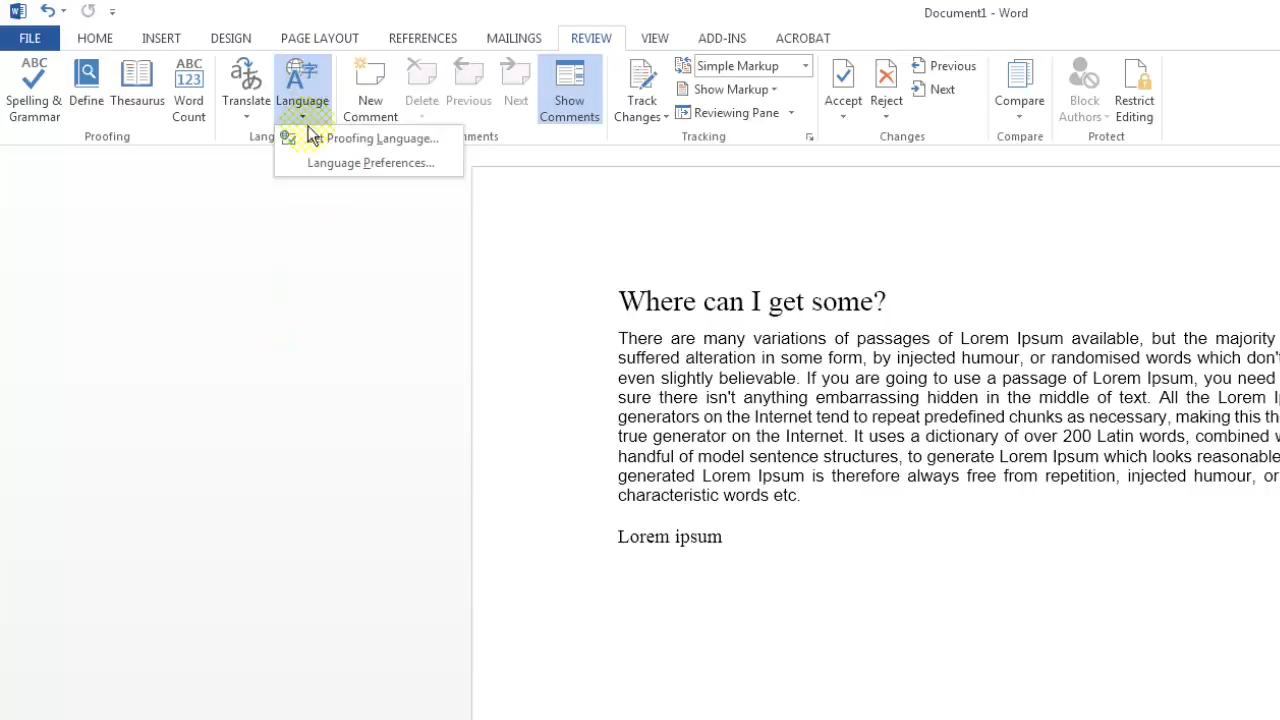 Document1 - Word
FILE HOME INSERT DESIGN PAGE LAYOUT REFERENCES MAILINGS REVIEW VIEW ADD-INS ACROBAT
ABC
Spelling & Grammar
Define
Thesaurus
ABC 123
Word Count
Proofing
Translate
Language
Language Preferences...
Proofing Language...
New Comment
Delete
Previous
Next
Show Comments
Track Changes
Simple Markup
Show Markup
Reviewing Pane
Tracking
Accept
Reject
Previous
Next
Changes
Compare
Compare
Block Authors
Restrict Editing
Protect
Where can I get some?
There are many variations of passages of Lorem Ipsum available, but the majority
suffered alteration in some form, by injected humour, or randomised words which don't
even slightly believable. If you are going to use a passage of Lorem Ipsum, you need
sure there isn't anything embarrassing hidden in the middle of text. All the Lorem
generators on the Internet tend to repeat predefined chunks as necessary, making this
true generator on the Internet. It uses a dictionary of over 200 Latin words, combined
handful of model sentence structures, to generate Lorem Ipsum which looks reasonable
generated Lorem Ipsum is therefore always free from repetition, injected humour, or
characteristic words etc.
Lorem ipsum